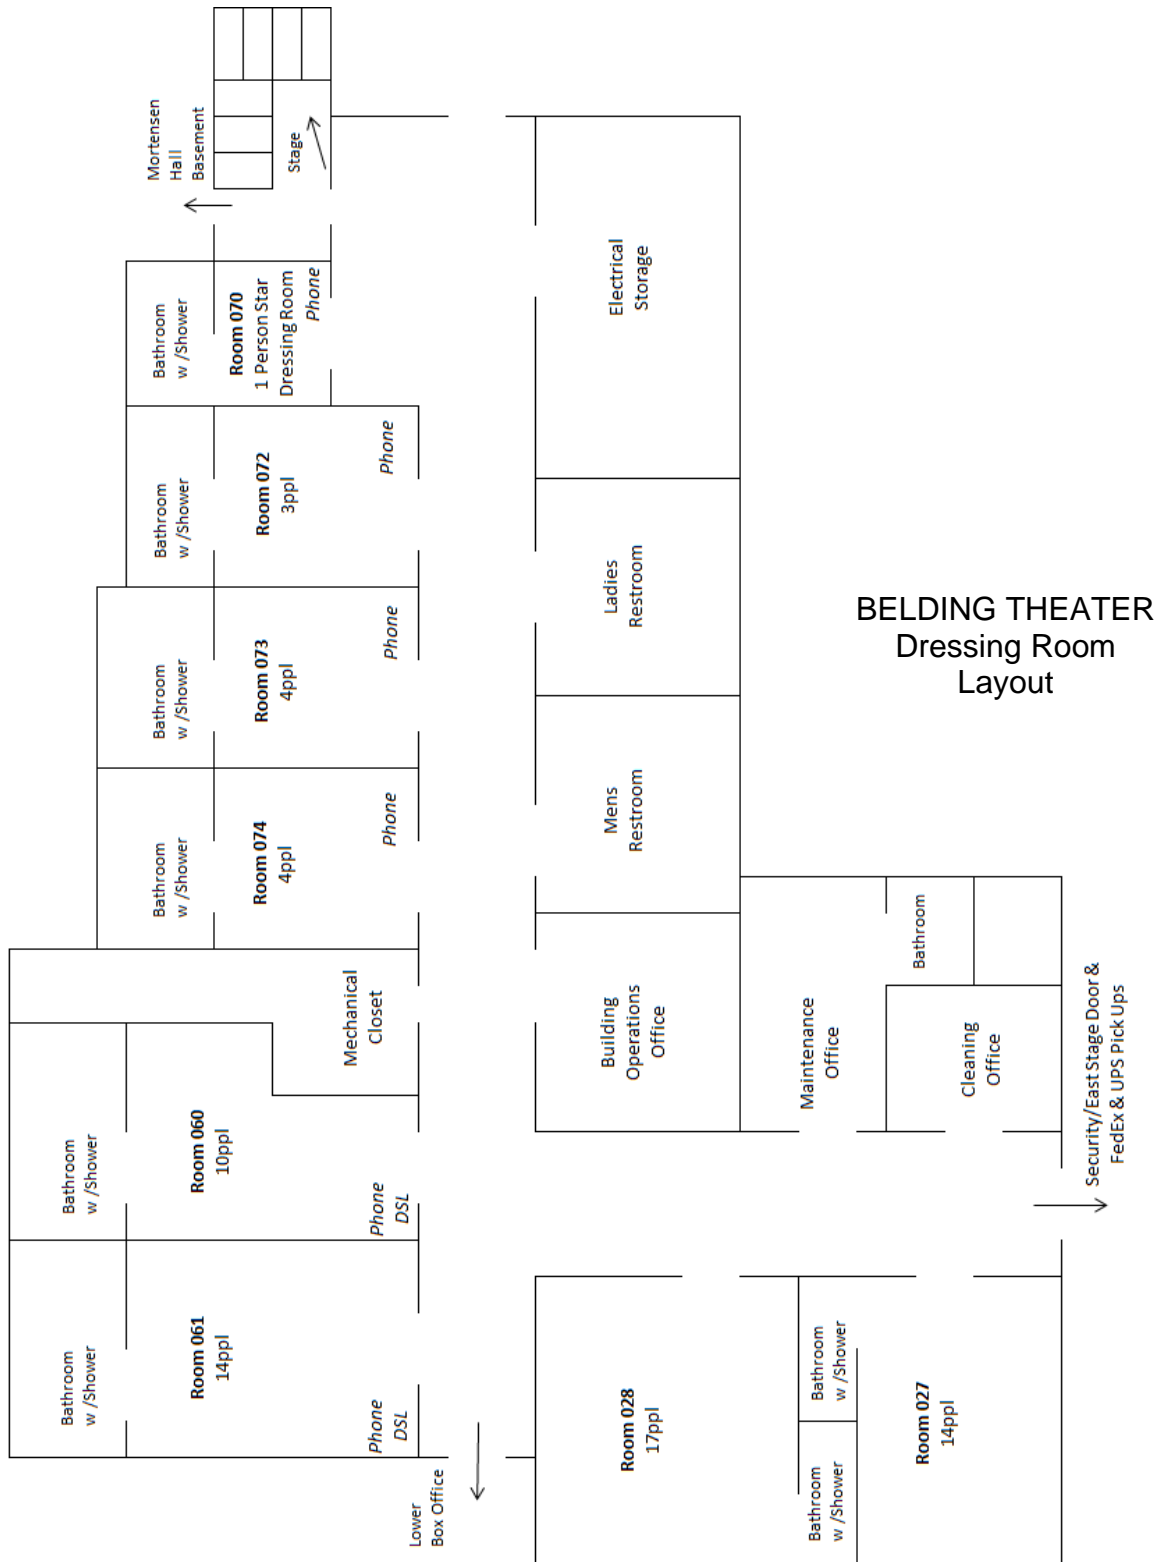 Mortensen
Hall
Basement
Stage
Bathroom
w /Shower
Room 070
1 Person Star
Dressing Room
Phone
Bathroom
w /Shower
Room 072
3ppl
Phone
Bathroom
w /Shower
Room 073
4ppl
Phone
Bathroom
w /Shower
Room 074
4ppl
Phone
Mechanical
Closet
Bathroom
w /Shower
Room 060
10ppl
Phone
DSL
Bathroom
w /Shower
Room 061
14ppl
Phone
DSL
Lower
Box Office
Electrical
Storage
Ladies
Restroom
Mens
Restroom
Building
Operations
Office
Maintenance
Office
Bathroom
Cleaning
Office
Security/East Stage Door &
FedEx & UPS Pick Ups
Room 028
17ppl
Bathroom
w /Shower
Bathroom
w /Shower
Room 027
14ppl
BELDING THEATER
Dressing Room
Layout